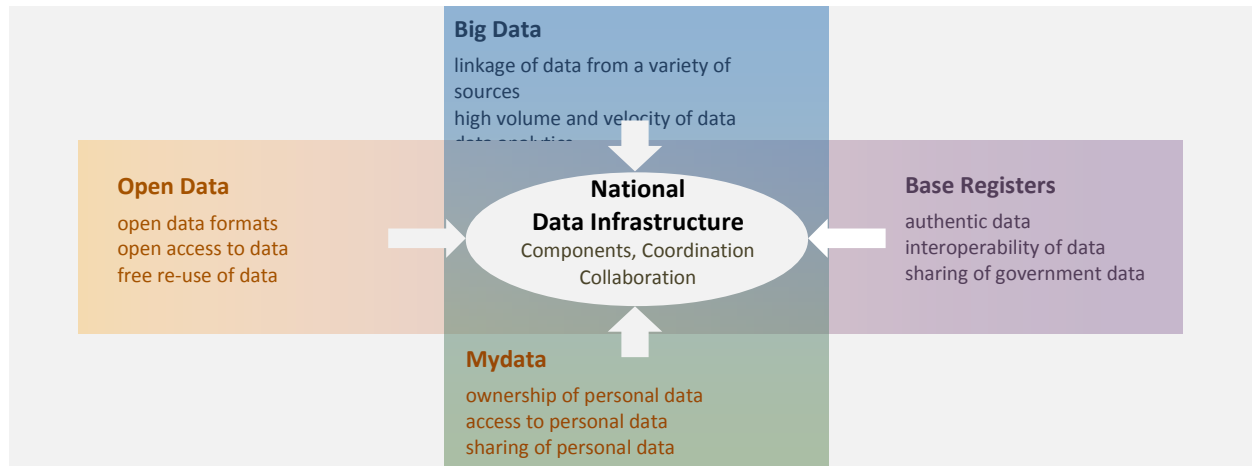 Big Data
linkage of data from a variety of
sources
high volume and velocity of data
data analytics
Open Data
open data formats
open access to data
free re-use of data
National
Data Infrastructure
Components, Coordination
Collaboration
Base Registers
authentic data
interoperability of data
sharing of government data
Mydata
ownership of personal data
access to personal data
sharing of personal data